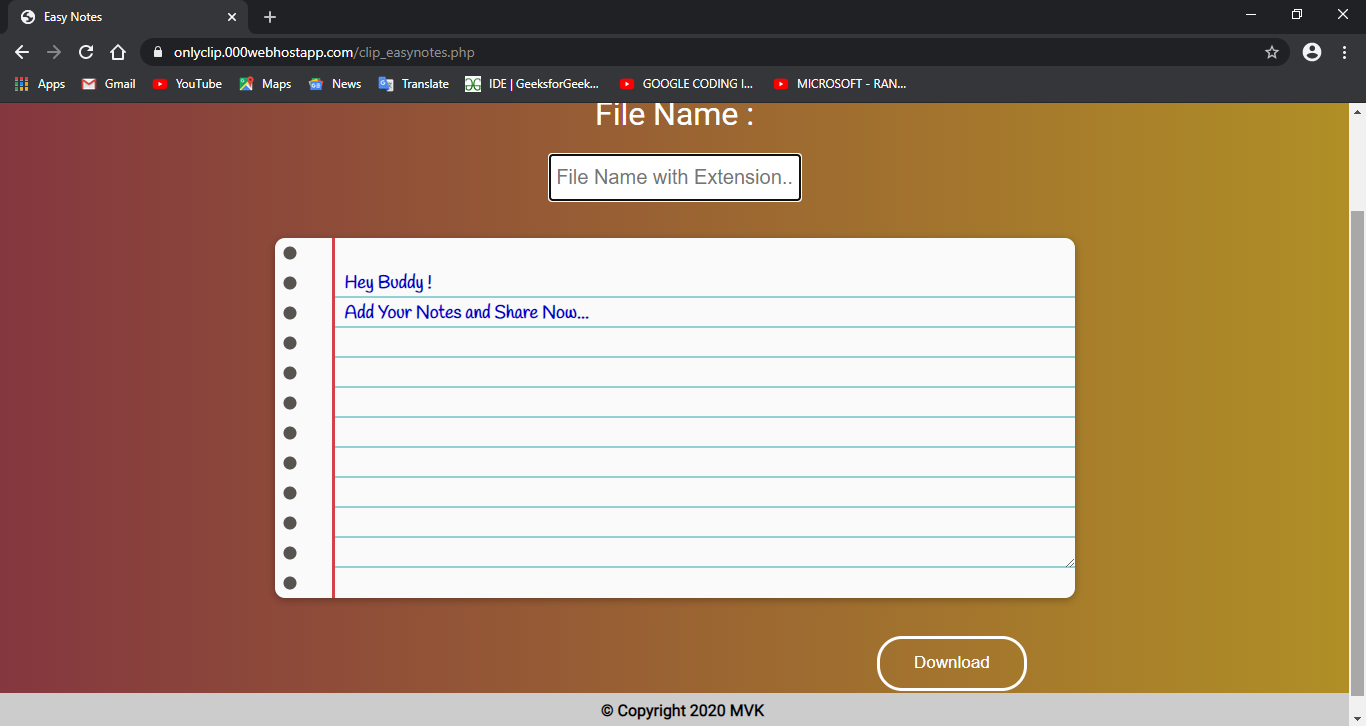 Easy Notes
onlyclip.000webhostapp.com/clip_easynotes.php
Apps Gmail YouTube Maps News Translate IDE | GeeksforGeek... GOOGLE CODING I... MICROSOFT - RAN...
File Name :
File Name with Extension..
Hey Buddy !
Add Your Notes and Share Now...
Download
© Copyright 2020 MVK